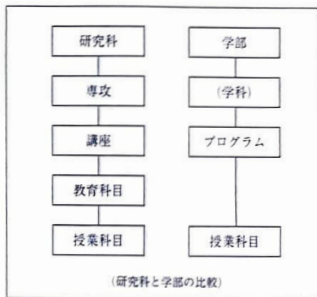 研究科
学部
専攻
(学科)
講座
プログラム
教育科目
授業科目
授業科目
(研究科と学部の比較)